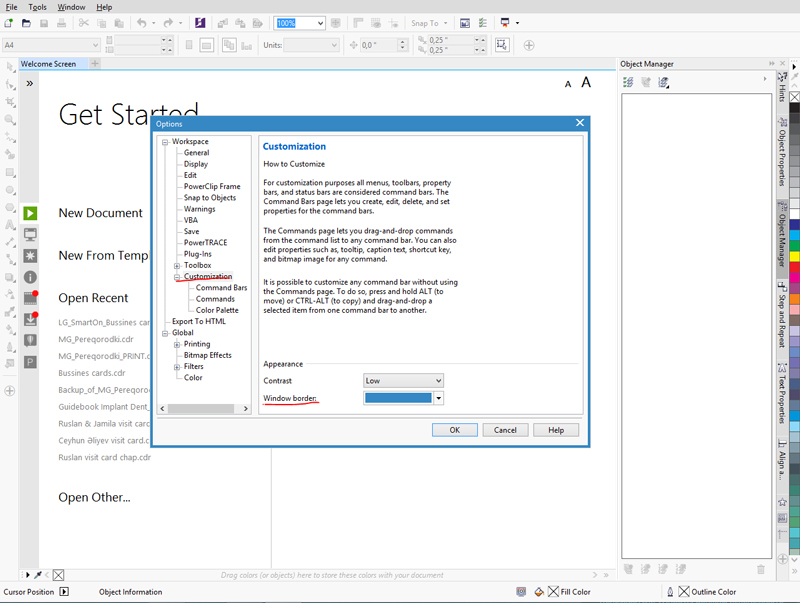 File Tools Window Help
100% Snap To
A4 Units: 0,0 ° 0,25 "
0,25 "
Welcome Screen
Object Manager
A A
Get Started
New Document
New From Templ
Open Recent
LG_SmartOn_Bussines car
MG_Pereqorodki.cdr
MG_Pereqorodki_PRINT.c
Bussines cards.cdr
Backup_of_MG_Pereqoro
Guidebook Implant Dent_
Ruslan & Jamila visit card
Ceyhun Əliyev visit card.c
Ruslan visit card chap.cdr
Open Other...
Options
Workspace
General
Display
Edit
PowerClip Frame
Snap to Objects
Warnings
VBA
Save
PowerTRACE
Plug-Ins
Toolbox
Customization
Command Bars
Commands
Color Palette
Export To HTML
Global
Printing
Bitmap Effects
Filters
Color
Customization
How to Customize
For customization purposes all menus, toolbars, property
bars, and status bars are considered command bars. The
Command Bars page lets you create, edit, delete, and set
properties for the command bars.
The Commands page lets you drag-and-drop commands
from the command list to any command bar. You can also
edit properties such as, tooltip, caption text, shortcut key,
and bitmap image for any command.
It is possible to customize any command bar without using
the Commands page. To do so, press and hold ALT (to
move) or CTRL-ALT (to copy) and drag-and-drop a
selected item from one command bar to another.
Appearance
Contrast Low
Window border:
OK Cancel Help
Hints
Object Properties
Object Manager
Step and Repeat
Text Properties
Align a...
Drag colors (or objects) here to store these colors with your document
Cursor Position Object Information Fill Color Outline Color